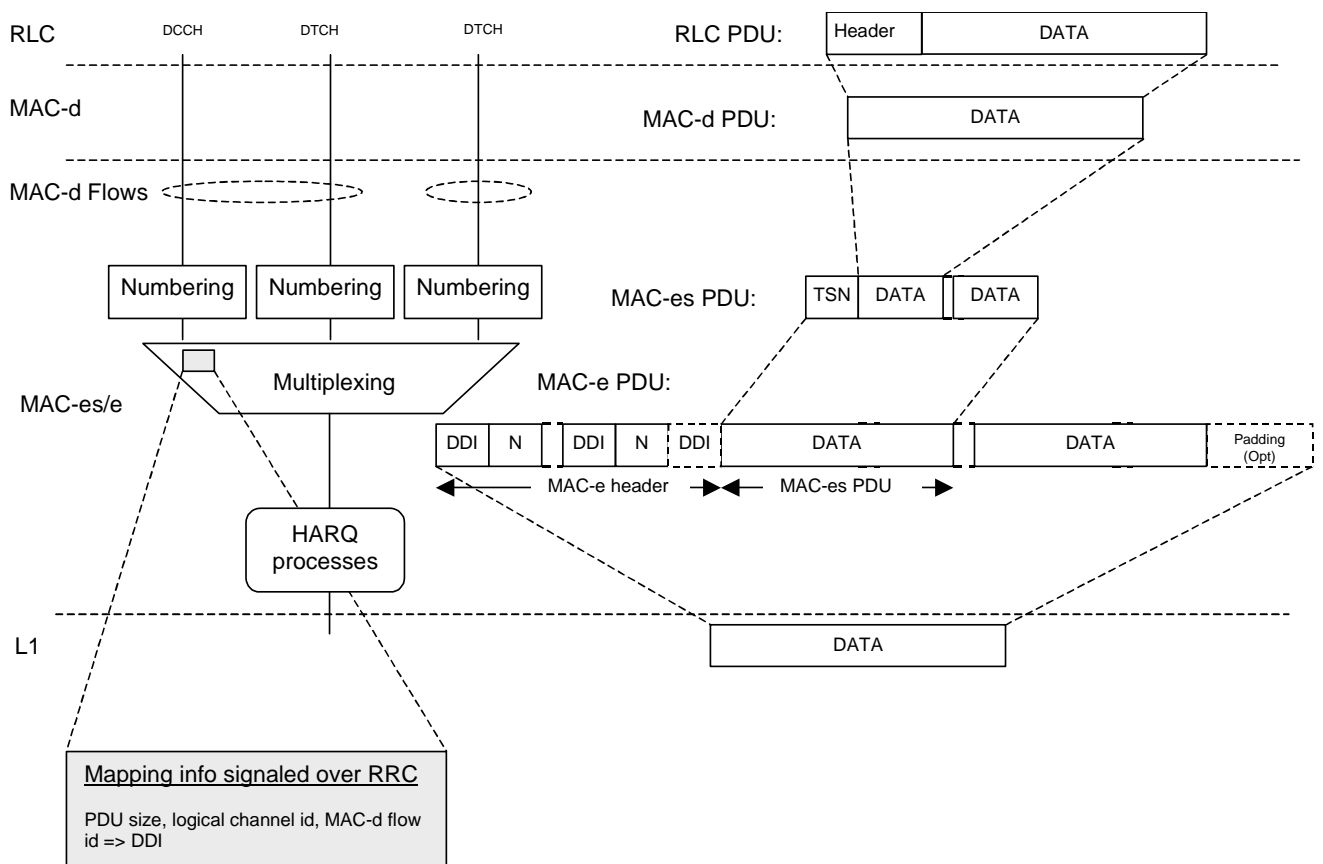 RLC
DCCH
DTCH
DTCH
RLC PDU:
Header
DATA
MAC-d
MAC-d PDU:
DATA
MAC-d Flows
Numbering
Numbering
Numbering
MAC-es PDU:
TSN
DATA
DATA
Multiplexing
MAC-e PDU:
MAC-es/e
DDI
N
DDI
N
DDI
DATA
DATA
Padding
(Opt)
MAC-e header
MAC-es PDU
HARQ
processes
L1
DATA
Mapping info signaled over RRC
PDU size, logical channel id, MAC-d flow
id => DDI